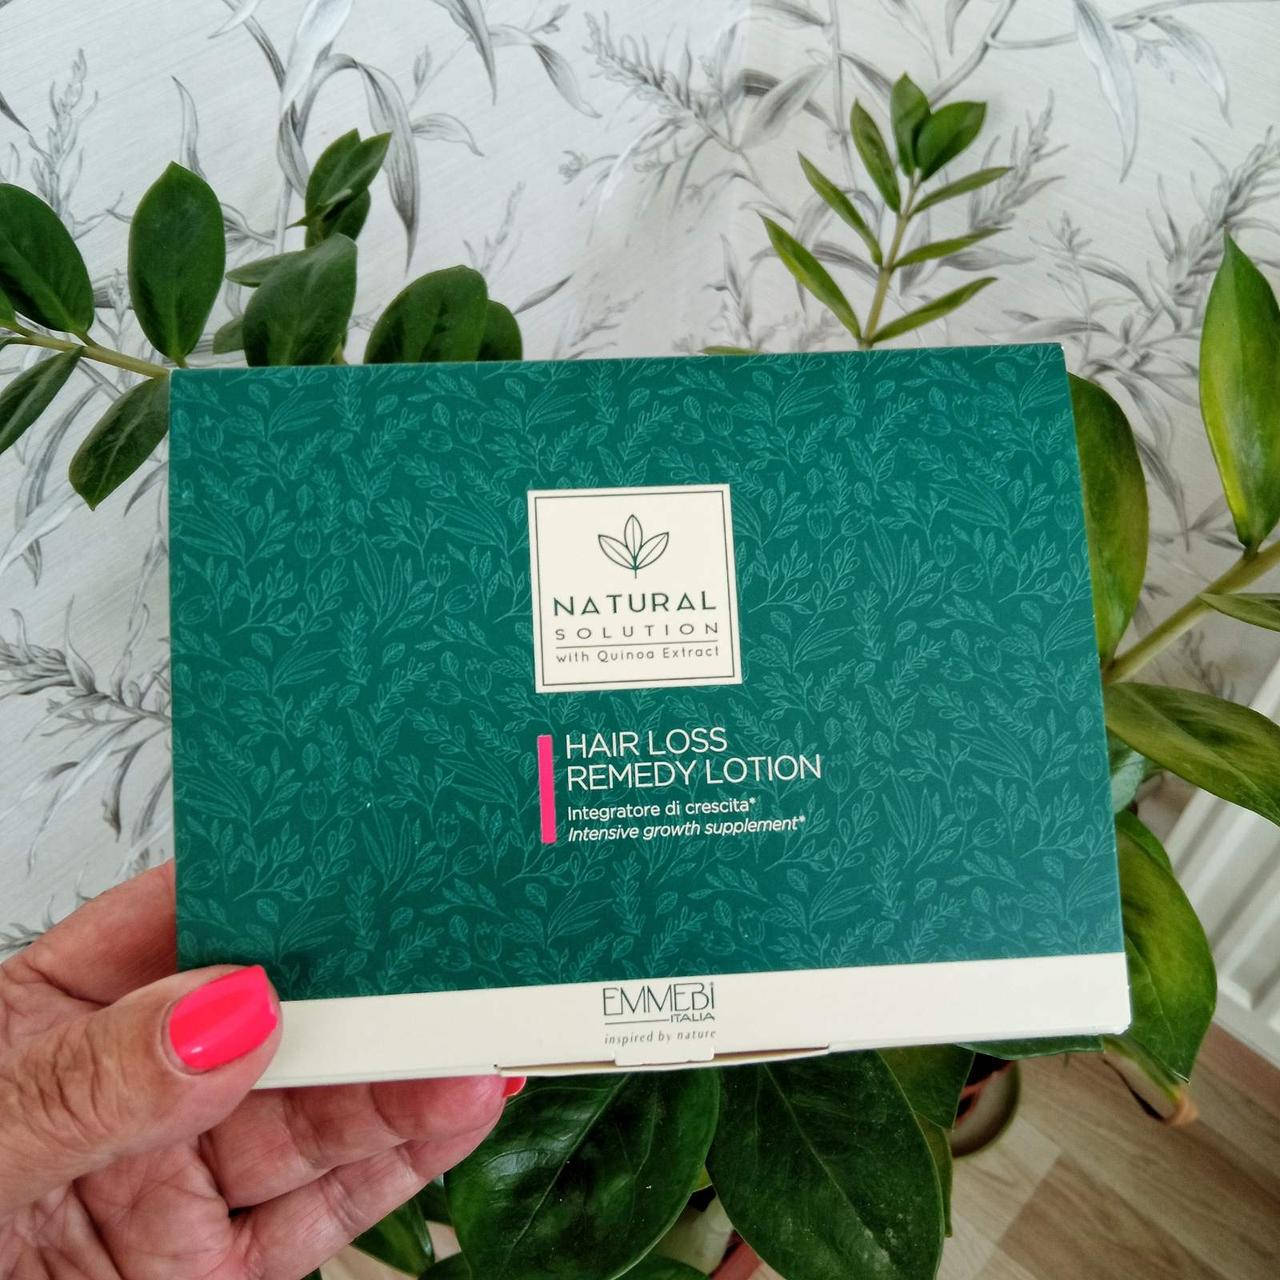 NATURAL
SOLUTION
with Quinoa Extract
HAIR LOSS
REMEDY LOTION
Integratore di crescita*
Intensive growth supplement*
EMMEBi
ITALIA
inspired by nature